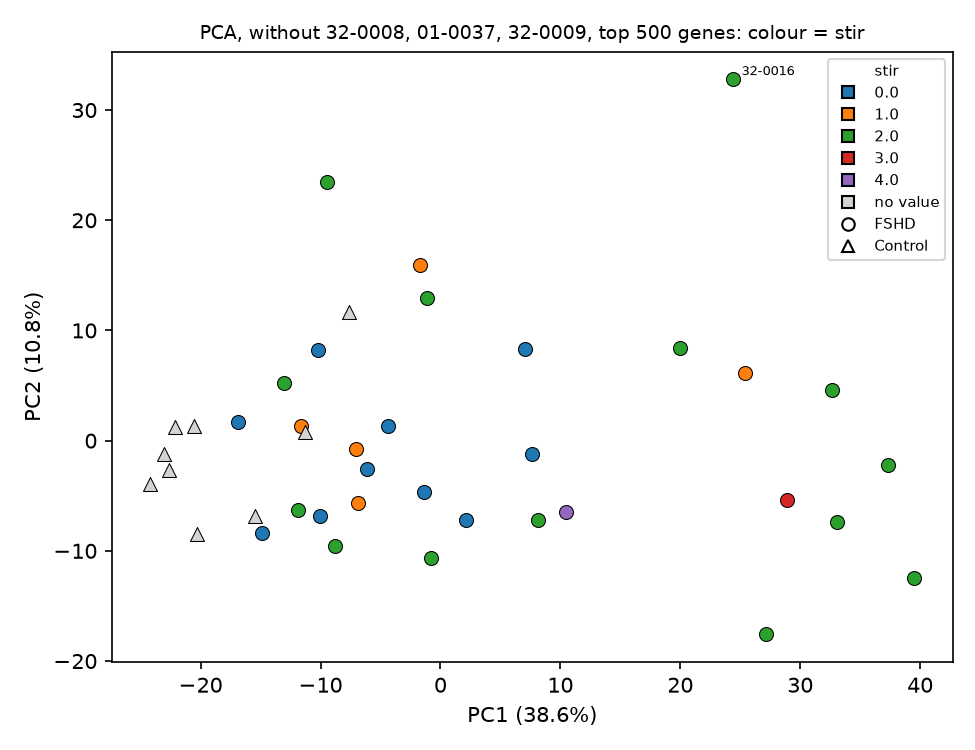 PCA, without 32-0008, 01-0037, 32-0009, top 500 genes: colour = stir
32-0016
stir
0.0
1.0
2.0
3.0
4.0
no value
FSHD
Control
PC2 (10.8%)
30
20
10
0
−10
−20
−20
−10
0
10
20
30
40
PC1 (38.6%)